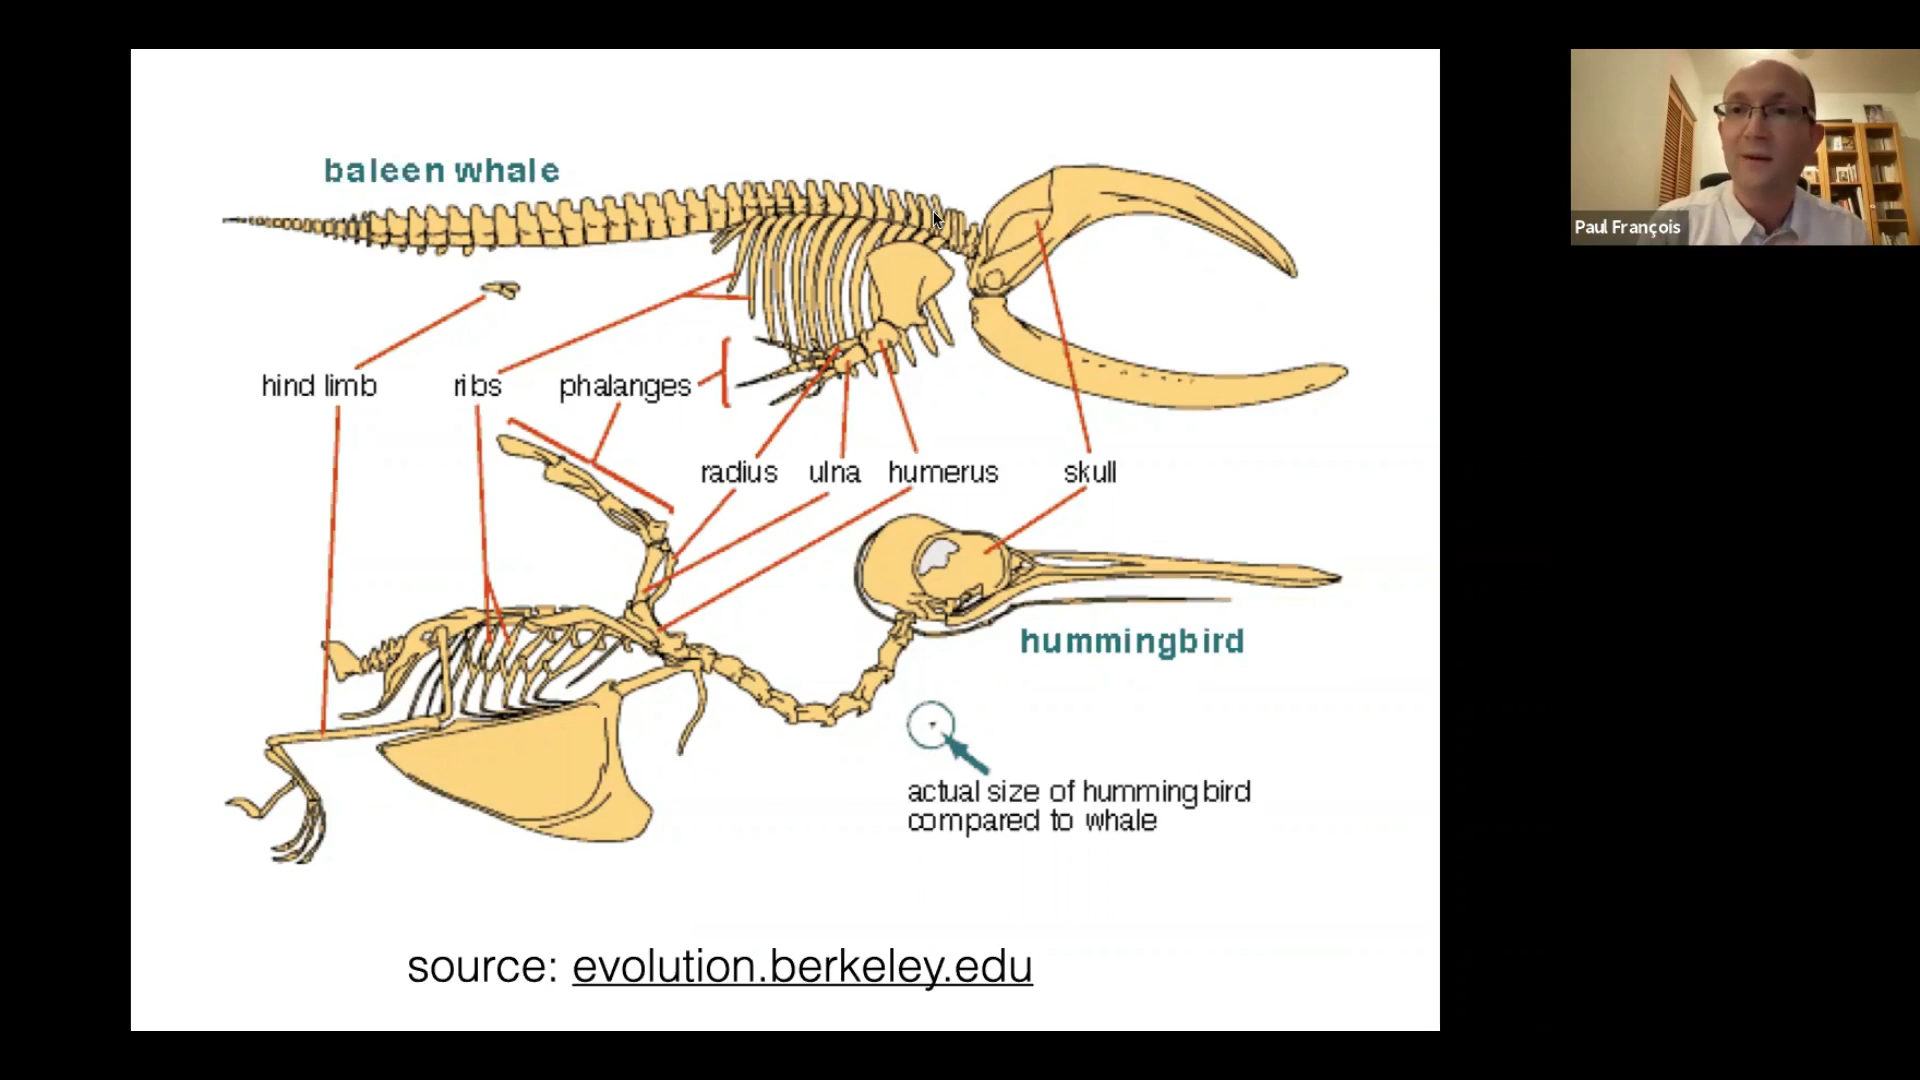 baleen whale
Paul François
hind limb
ribs
phalanges
radius
ulna
humerus
skull
hummingbird
actual size of hummingbird
compared to whale
source: evolution.berkeley.edu